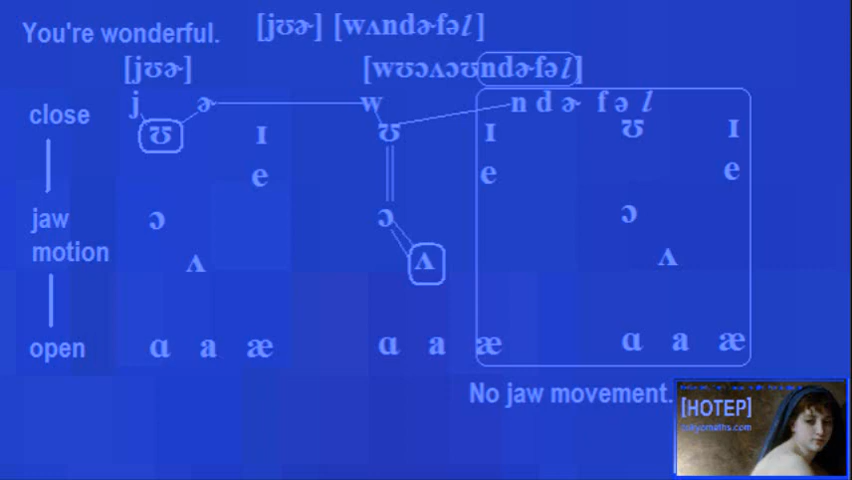 You're wonderful. [jʊɚ] [wʌndɚfəl]
[jʊɚ] [wʊɔʌɔʊndɚfəl]
close j ɚ w n d ɚ f ə l
ʊ ɪ ʊ ɪ ʊ ɪ
e e e
jaw ɔ ɔ ɔ
motion ʌ ʌ ʌ
open ɑ a æ ɑ a æ ɑ a æ
No jaw movement.
[HOTEP]